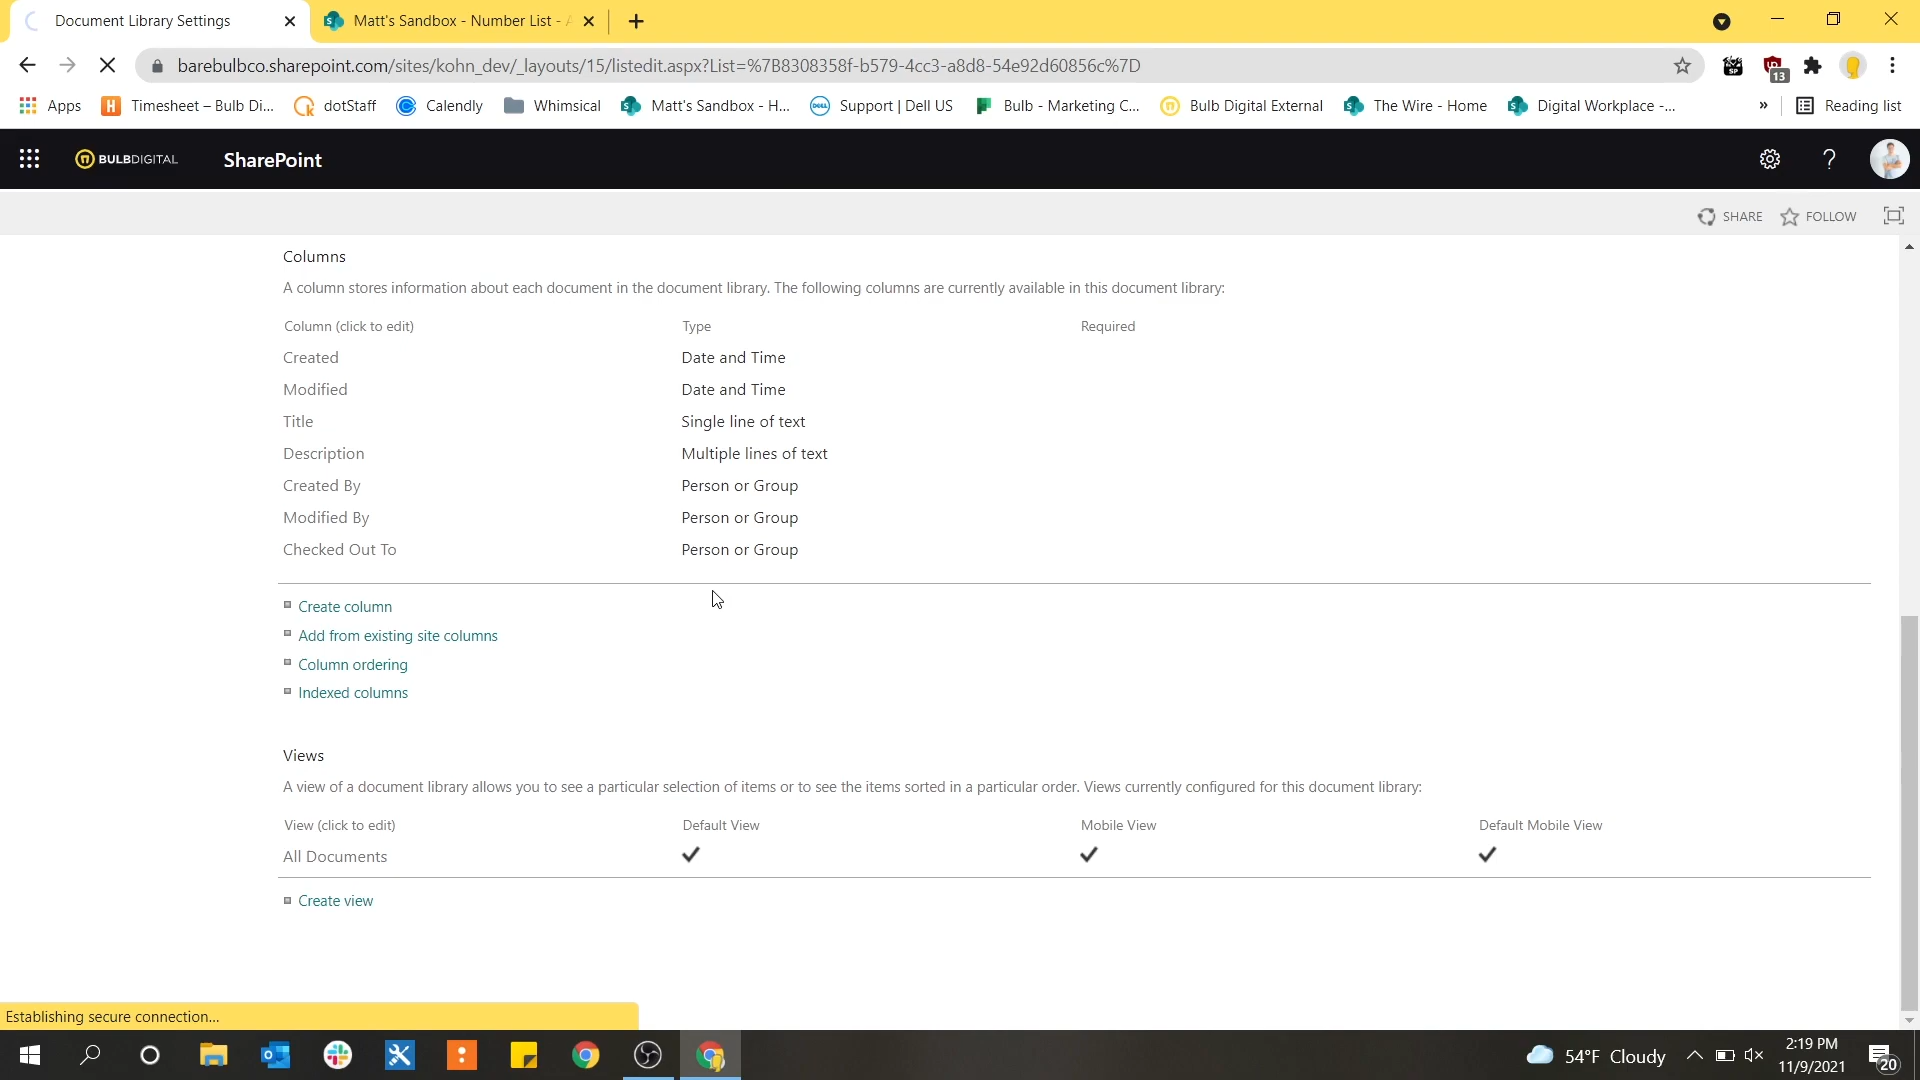 Document Library Settings
Matt's Sandbox - Number List -
barebulbco.sharepoint.com/sites/kohn_dev/_layouts/15/listedit.aspx?List=%7B8308358f-b579-4cc3-a8d8-54e92d60856c%7D
SP
13
Apps
Timesheet – Bulb Di...
dotStaff
Calendly
Whimsical
Matt's Sandbox - H...
Support | Dell US
Bulb - Marketing C...
Bulb Digital External
The Wire - Home
Digital Workplace -...
»
Reading list
BULBDIGITAL
SharePoint
SHARE
FOLLOW
Columns
A column stores information about each document in the document library. The following columns are currently available in this document library:
Column (click to edit) Type Required
Created Date and Time
Modified Date and Time
Title Single line of text
Description Multiple lines of text
Created By Person or Group
Modified By Person or Group
Checked Out To Person or Group
Create column
Add from existing site columns
Column ordering
Indexed columns
Views
A view of a document library allows you to see a particular selection of items or to see the items sorted in a particular order. Views currently configured for this document library:
View (click to edit) Default View Mobile View Default Mobile View
All Documents
Create view
Establishing secure connection...
54°F Cloudy
2:19 PM
11/9/2021
20